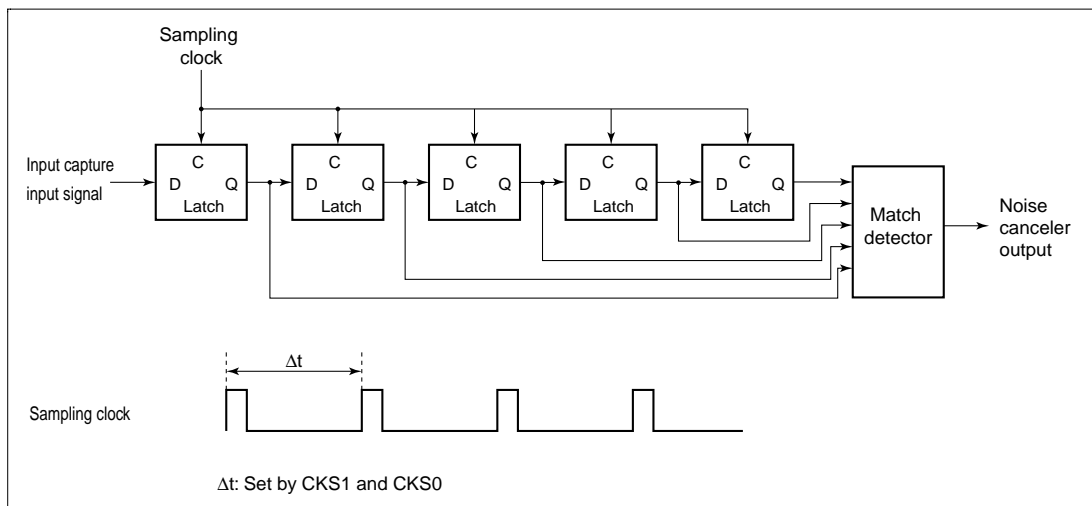 Sampling
clock
Input capture
input signal
C
D Q
Latch
C
D Q
Latch
C
D Q
Latch
C
D Q
Latch
C
D Q
Latch
Match
detector
Noise
canceler
output
Δt
Sampling clock
Δt: Set by CKS1 and CKS0